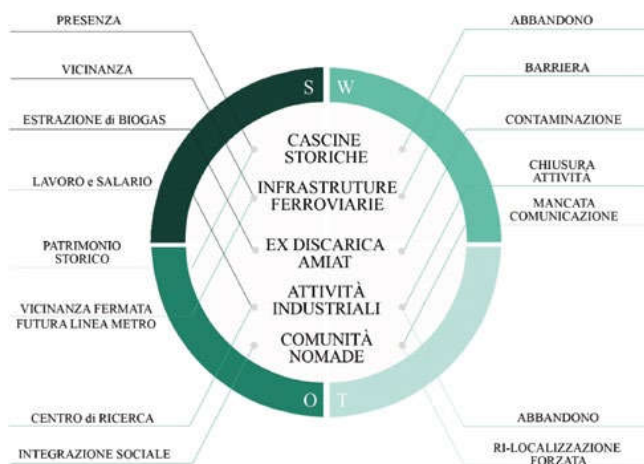 PRESENZA
VICINANZA
ESTRAZIONE di BIOGAS
LAVORO e SALARIO
PATRIMONIO
STORICO
VICINANZA FERMATA
FUTURA LINEA METRO
CENTRO di RICERCA
INTEGRAZIONE SOCIALE
S
W
CASCINE
STORICHE
INFRASTRUTURE
FERROVIARIE
EX DISCARICA
AMIAT
ATTIVITÀ
INDUSTRIALI
COMUNITÀ
NOMADE
O
T
ABBANDONO
BARRIERA
CONTAMINAZIONE
CHIUSURA
ATTIVITÀ
MANCATA
COMUNICAZIONE
ABBANDONO
RI-LOCALIZZAZIONE
FORZATA